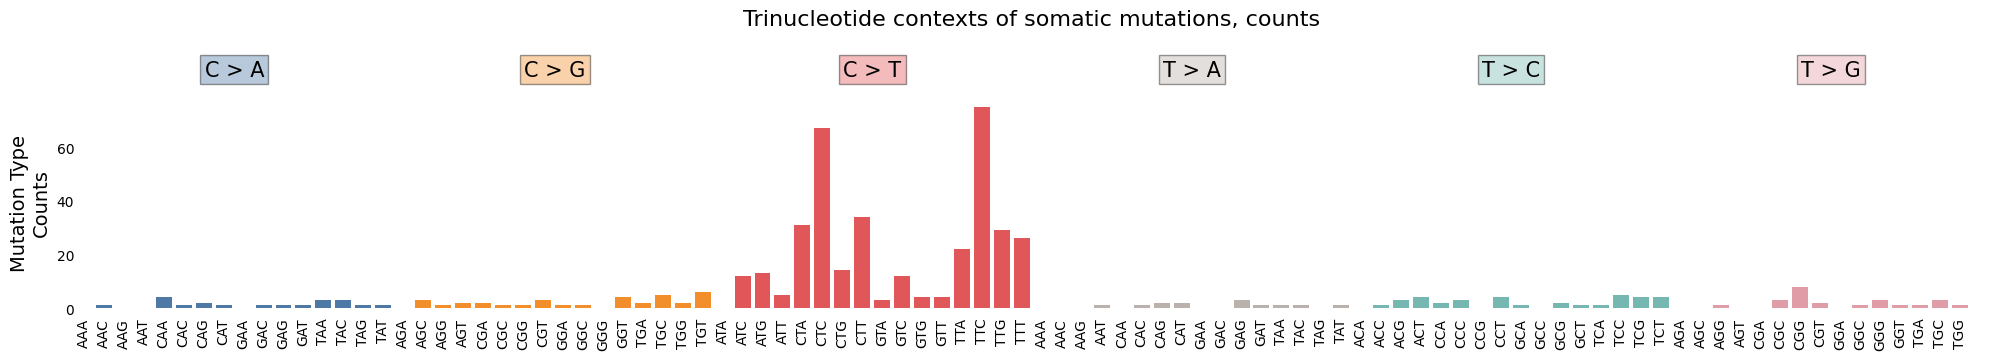 Trinucleotide contexts of somatic mutations, counts
C > A
C > G
C > T
T > A
T > C
T > G
Mutation Type
Counts
60
40
20
0
AAA
AAC
AAG
AAT
CAA
CAC
CAG
CAT
GAA
GAC
GAG
GAT
TAA
TAC
TAG
TAT
AGA
AGC
AGG
AGT
CGA
CGC
CGG
CGT
GGA
GGC
GGG
GGT
TGA
TGC
TGG
TGT
ATA
ATC
ATG
ATT
CTA
CTC
CTG
CTT
GTA
GTC
GTG
GTT
TTA
TTC
TTG
TTT
AAA
AAC
AAG
AAT
CAA
CAC
CAG
CAT
GAA
GAC
GAG
GAT
TAA
TAC
TAG
TAT
ACA
ACC
ACG
ACT
CCA
CCC
CCG
CCT
GCA
GCC
GCG
GCT
TCA
TCC
TCG
TCT
AGA
AGC
AGG
AGT
CGA
CGC
CGG
CGT
GGA
GGC
GGG
GGT
TGA
TGC
TGG